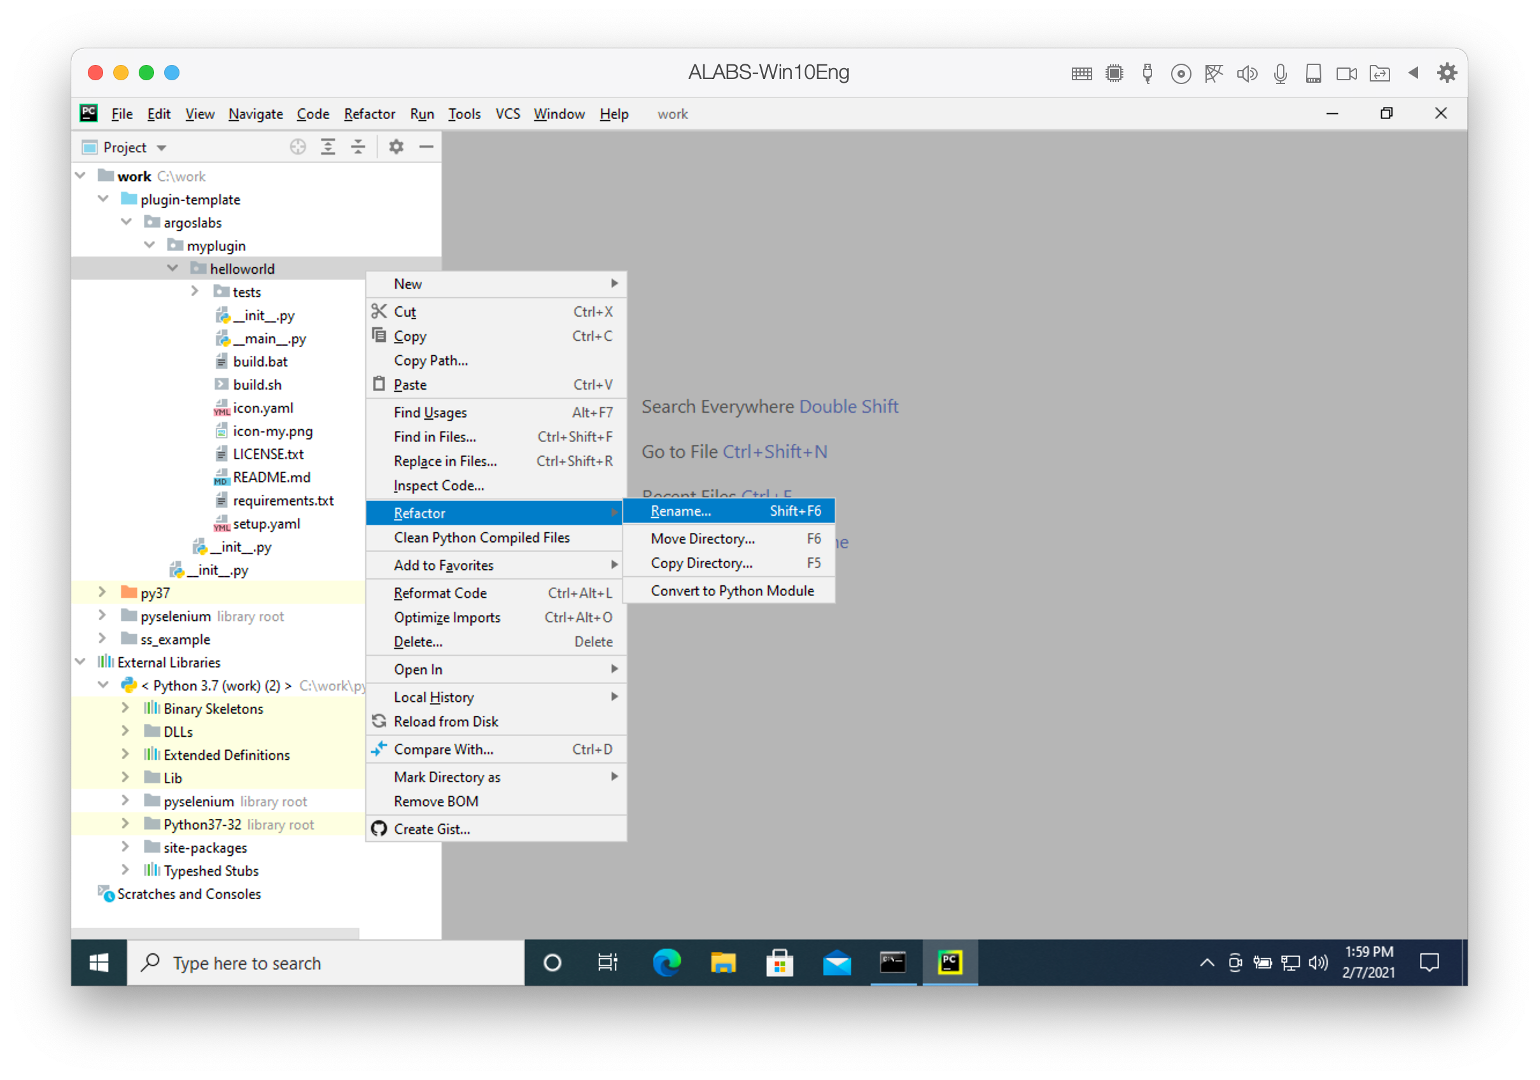 ALABS-Win10Eng
PC File Edit View Navigate Code Refactor Run Tools VCS Window Help work
Project
work C:\work
plugin-template
argoslabs
myplugin
helloworld
tests
__init__.py
__main__.py
build.bat
build.sh
YML icon.yaml
icon-my.png
LICENSE.txt
MD README.md
requirements.txt
YML setup.yaml
__init__.py
__init__.py
py37
pyselenium library root
ss_example
External Libraries
< Python 3.7 (work) (2) > C:\work\py
Binary Skeletons
DLLs
Extended Definitions
Lib
pyselenium library root
Python37-32 library root
site-packages
Typeshed Stubs
Scratches and Consoles
New
Cut Ctrl+X
Copy Ctrl+C
Copy Path...
Paste Ctrl+V
Find Usages Alt+F7
Find in Files... Ctrl+Shift+F
Replace in Files... Ctrl+Shift+R
Inspect Code...
Refactor
Clean Python Compiled Files
Add to Favorites
Reformat Code Ctrl+Alt+L
Optimize Imports Ctrl+Alt+O
Delete... Delete
Open In
Local History
Reload from Disk
Compare With... Ctrl+D
Mark Directory as
Remove BOM
Create Gist...
Rename... Shift+F6
Move Directory... F6
Copy Directory... F5
Convert to Python Module
Search Everywhere Double Shift
Go to File Ctrl+Shift+N
Recent Files Ctrl+E
Type here to search
PC
1:59 PM
2/7/2021